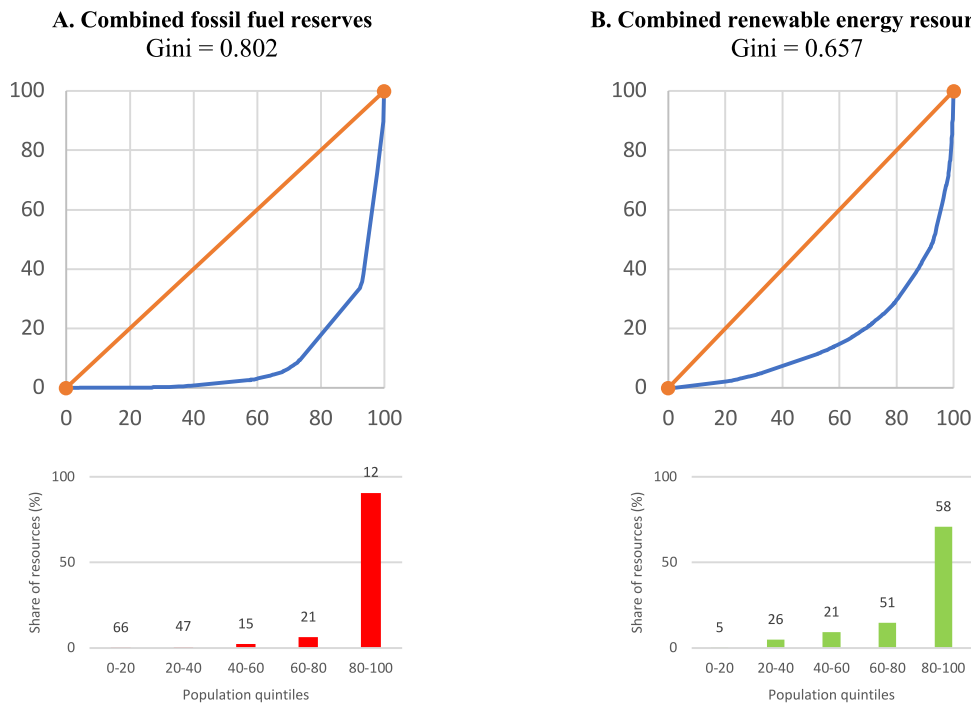 A. Combined fossil fuel reserves
Gini = 0.802
100
80
60
40
20
0
0 20 40 60 80 100
100
50
0
Share of resources (%)
66 47 15 21 12
0-20 20-40 40-60 60-80 80-100
Population quintiles
B. Combined renewable energy resour
Gini = 0.657
100
80
60
40
20
0
0 20 40 60 80 100
100
50
0
Share of resources (%)
5 26 21 51 58
0-20 20-40 40-60 60-80 80-100
Population quintiles